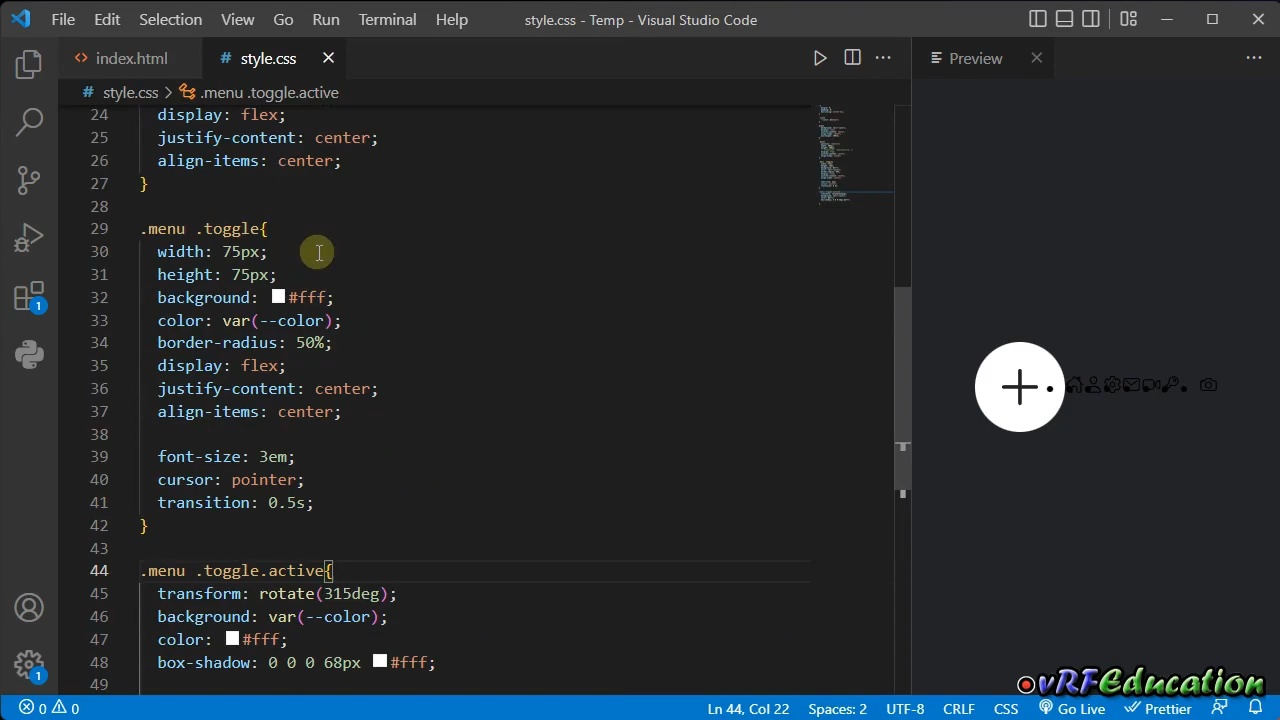 File Edit Selection View Go Run Terminal Help style.css - Temp - Visual Studio Code
index.html # style.css Preview
# style.css > .menu .toggle.active
24 display: flex;
25 justify-content: center;
26 align-items: center;
27 }
28
29 .menu .toggle{
30 width: 75px;
31 height: 75px;
32 background: #fff;
33 color: var(--color);
34 border-radius: 50%;
35 display: flex;
36 justify-content: center;
37 align-items: center;
38
39 font-size: 3em;
40 cursor: pointer;
41 transition: 0.5s;
42 }
43
44 .menu .toggle.active{
45 transform: rotate(315deg);
46 background: var(--color);
47 color: #fff;
48 box-shadow: 0 0 0 68px #fff;
49
1
1
vRFEducation
0 0 Ln 44, Col 22 Spaces: 2 UTF-8 CRLF CSS Go Live Prettier